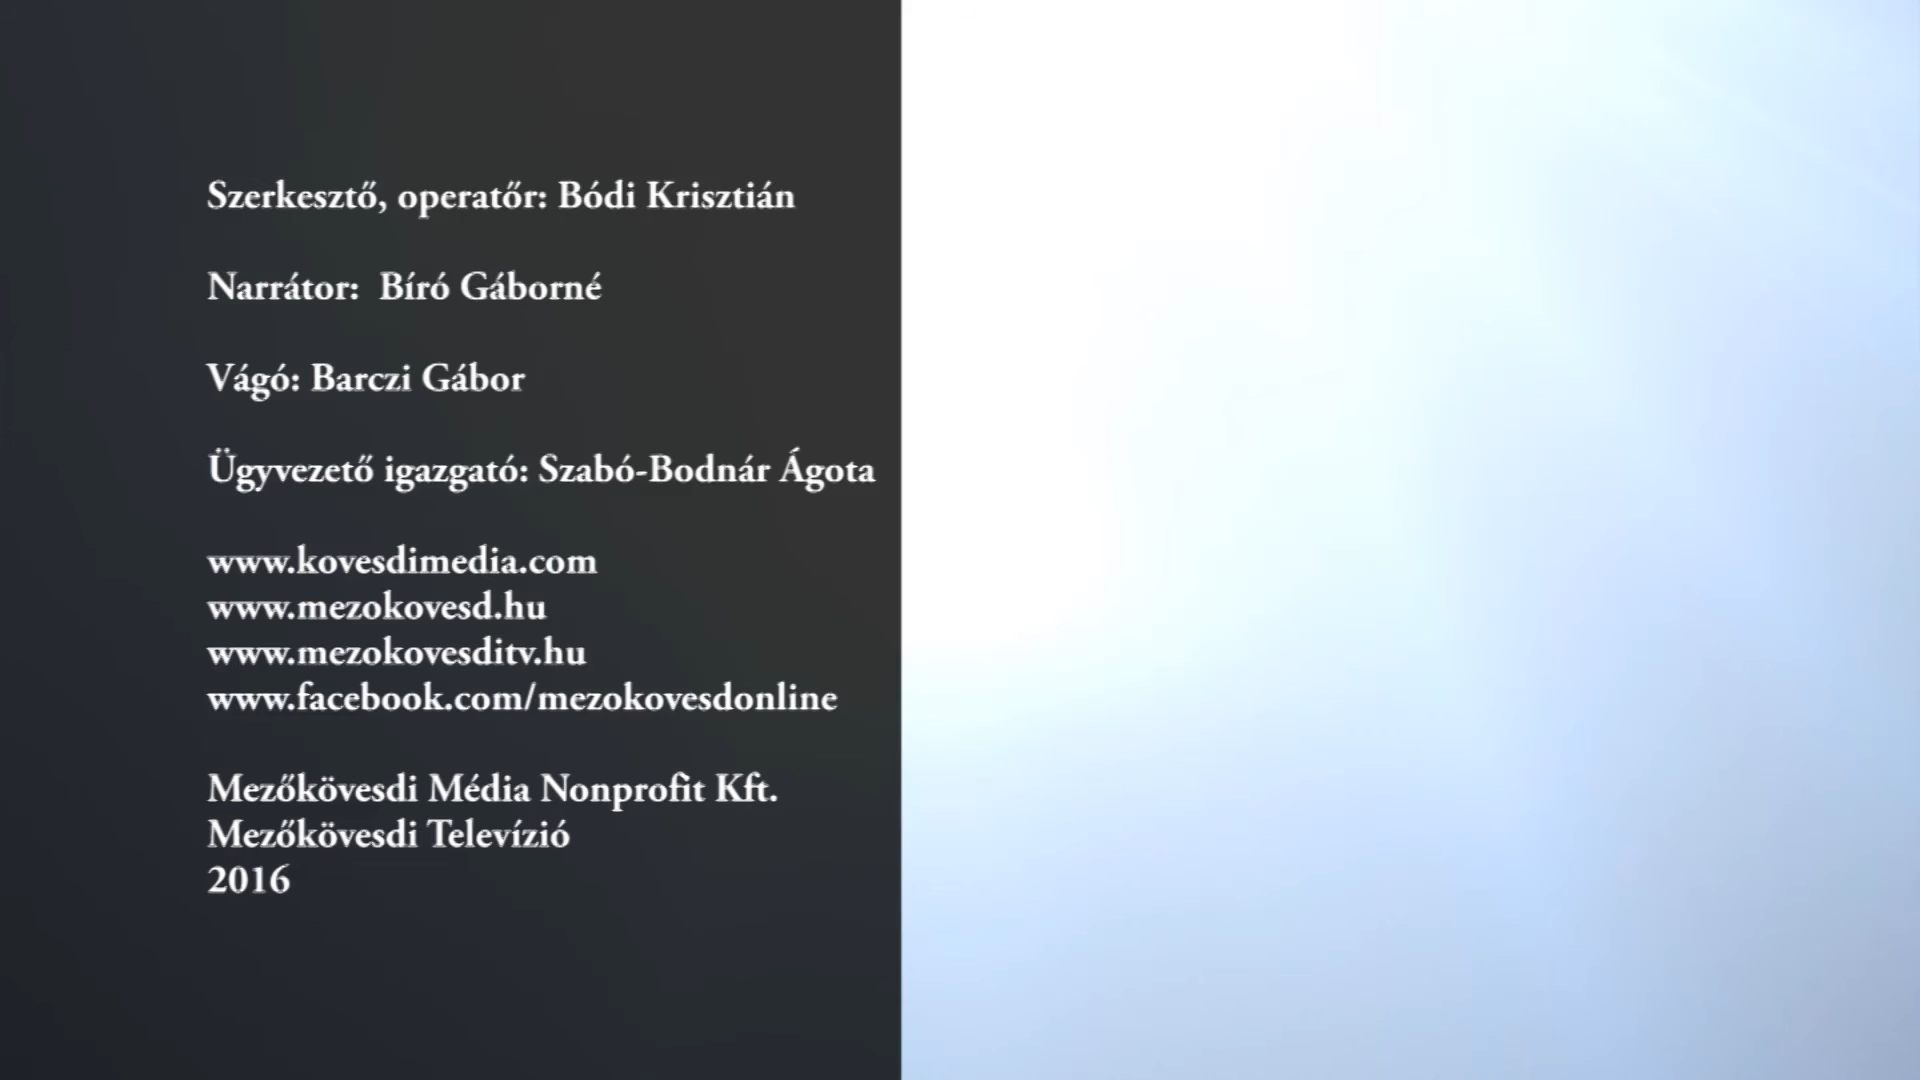 Szerkesztő, operatőr: Bódi Krisztián
Narrátor:  Bíró Gáborné
Vágó: Barczi Gábor
Ügyvezető igazgató: Szabó-Bodnár Ágota
www.kovesdimedia.com
www.mezokovesd.hu
www.mezokovesditv.hu
www.facebook.com/mezokovesdonline
Mezőkövesdi Média Nonprofit Kft.
Mezőkövesdi Televízió
2016